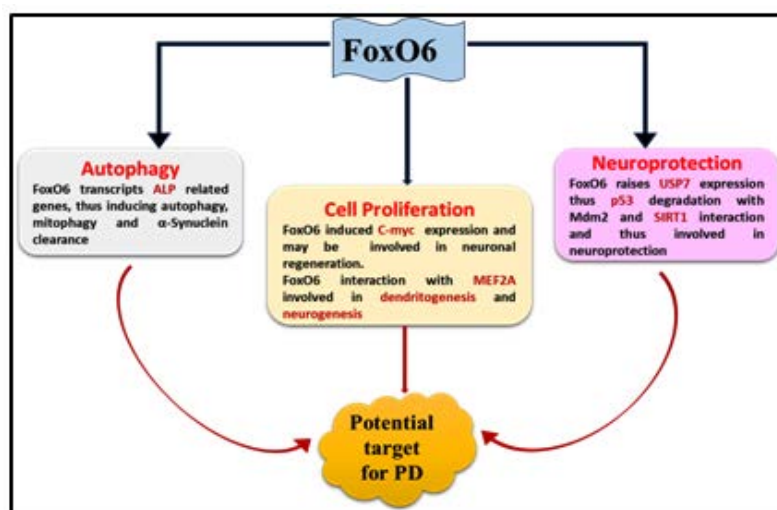 FoxO6
Autophagy
FoxO6 transcripts ALP related
genes, thus inducing autophagy,
mitophagy and α-Synuclein
clearance
Cell Proliferation
FoxO6 induced C-myc expression and
may be involved in neuronal
regeneration.
FoxO6 interaction with MEF2A
involved in dendritogenesis and
neurogenesis
Neuroprotection
FoxO6 raises USP7 expression
thus p53 degradation with
Mdm2 and SIRT1 interaction
and thus involved in
neuroprotection
Potential
target
for PD